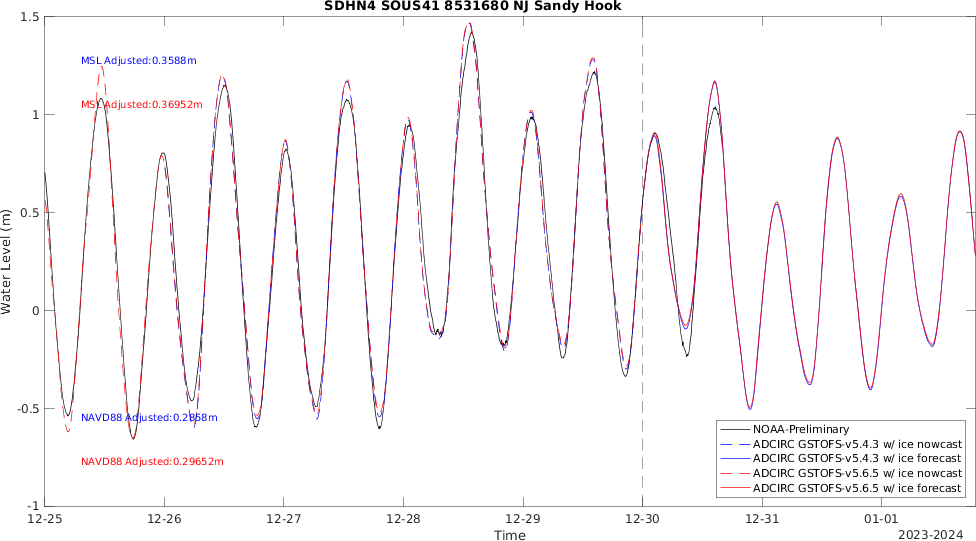 SDHN4 SOUS41 8531680 NJ Sandy Hook
1.5
1
0.5
0
-0.5
-1
Water Level (m)
MSL Adjusted:0.3588m
MSL Adjusted:0.36952m
NAVD88 Adjusted:0.2858m
NAVD88 Adjusted:0.29652m
NOAA-Preliminary
ADCIRC GSTOFS-v5.4.3 w/ ice nowcast
ADCIRC GSTOFS-v5.4.3 w/ ice forecast
ADCIRC GSTOFS-v5.6.5 w/ ice nowcast
ADCIRC GSTOFS-v5.6.5 w/ ice forecast
12-25 12-26 12-27 12-28 12-29 12-30 12-31 01-01
Time
2023-2024